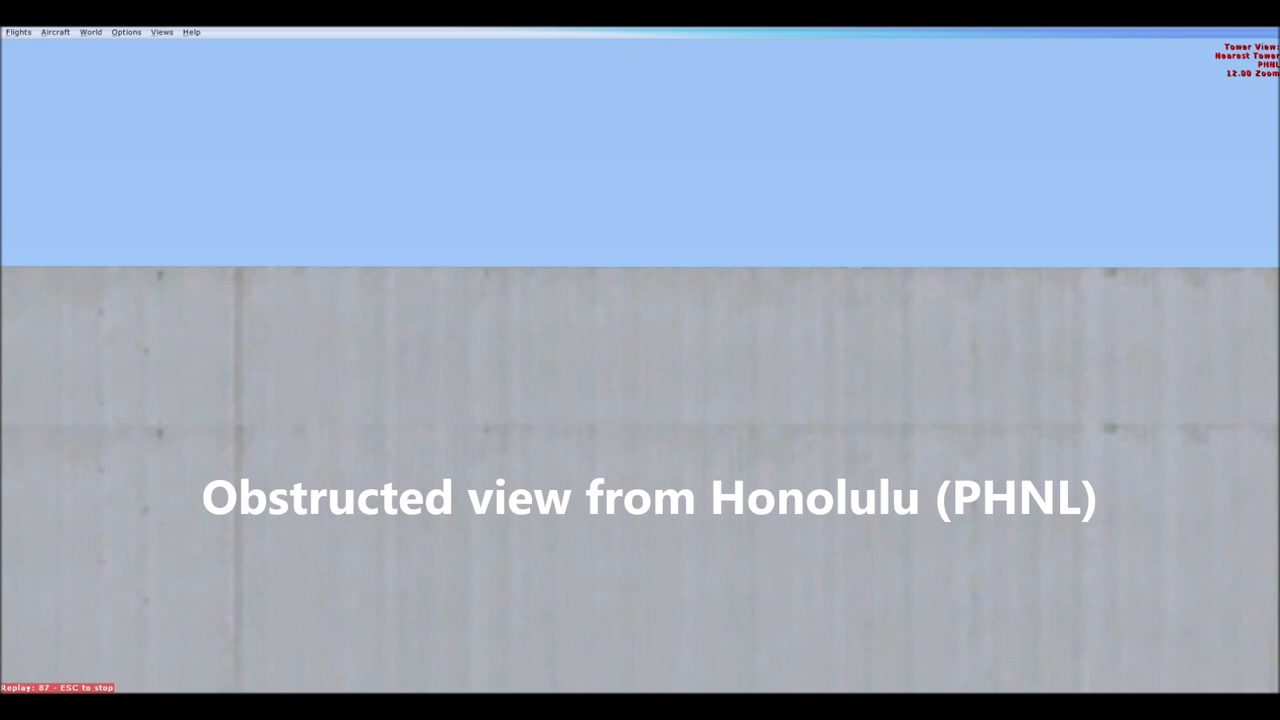 Flights Aircraft World Options Views Help
Tower View:
Nearest Tower
PHNL
12.00 Zoom
Obstructed view from Honolulu (PHNL)
Replay: 87 - ESC to stop